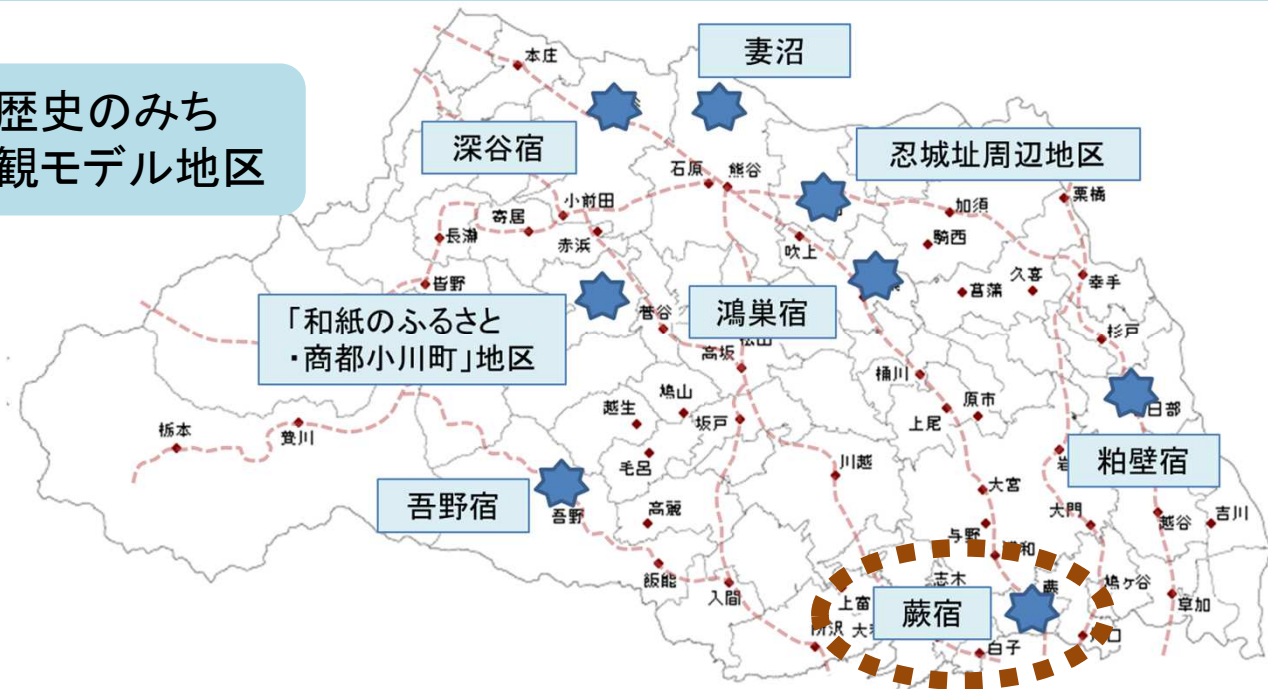 歴史のみち
観モデル地区
妻沼
本庄
深谷宿
忍城址周辺地区
石原
熊谷
小前田
寄居
加須
栗橋
長瀞
赤浜
吹上
騎西
皆野
菖蒲
久喜
幸手
「和紙のふるさと
・商都小川町」地区
菅谷
鴻巣宿
杉戸
高坂
桶川
鳩山
原市
越生
坂戸
上尾
日部
栃本
贄川
毛呂
川越
粕壁宿
吾野宿
吾野
高麗
大宮
大門
越谷
吉川
与野
飯能
入間
志木
蕨
鳩ヶ谷
上富
蕨宿
草加
白子